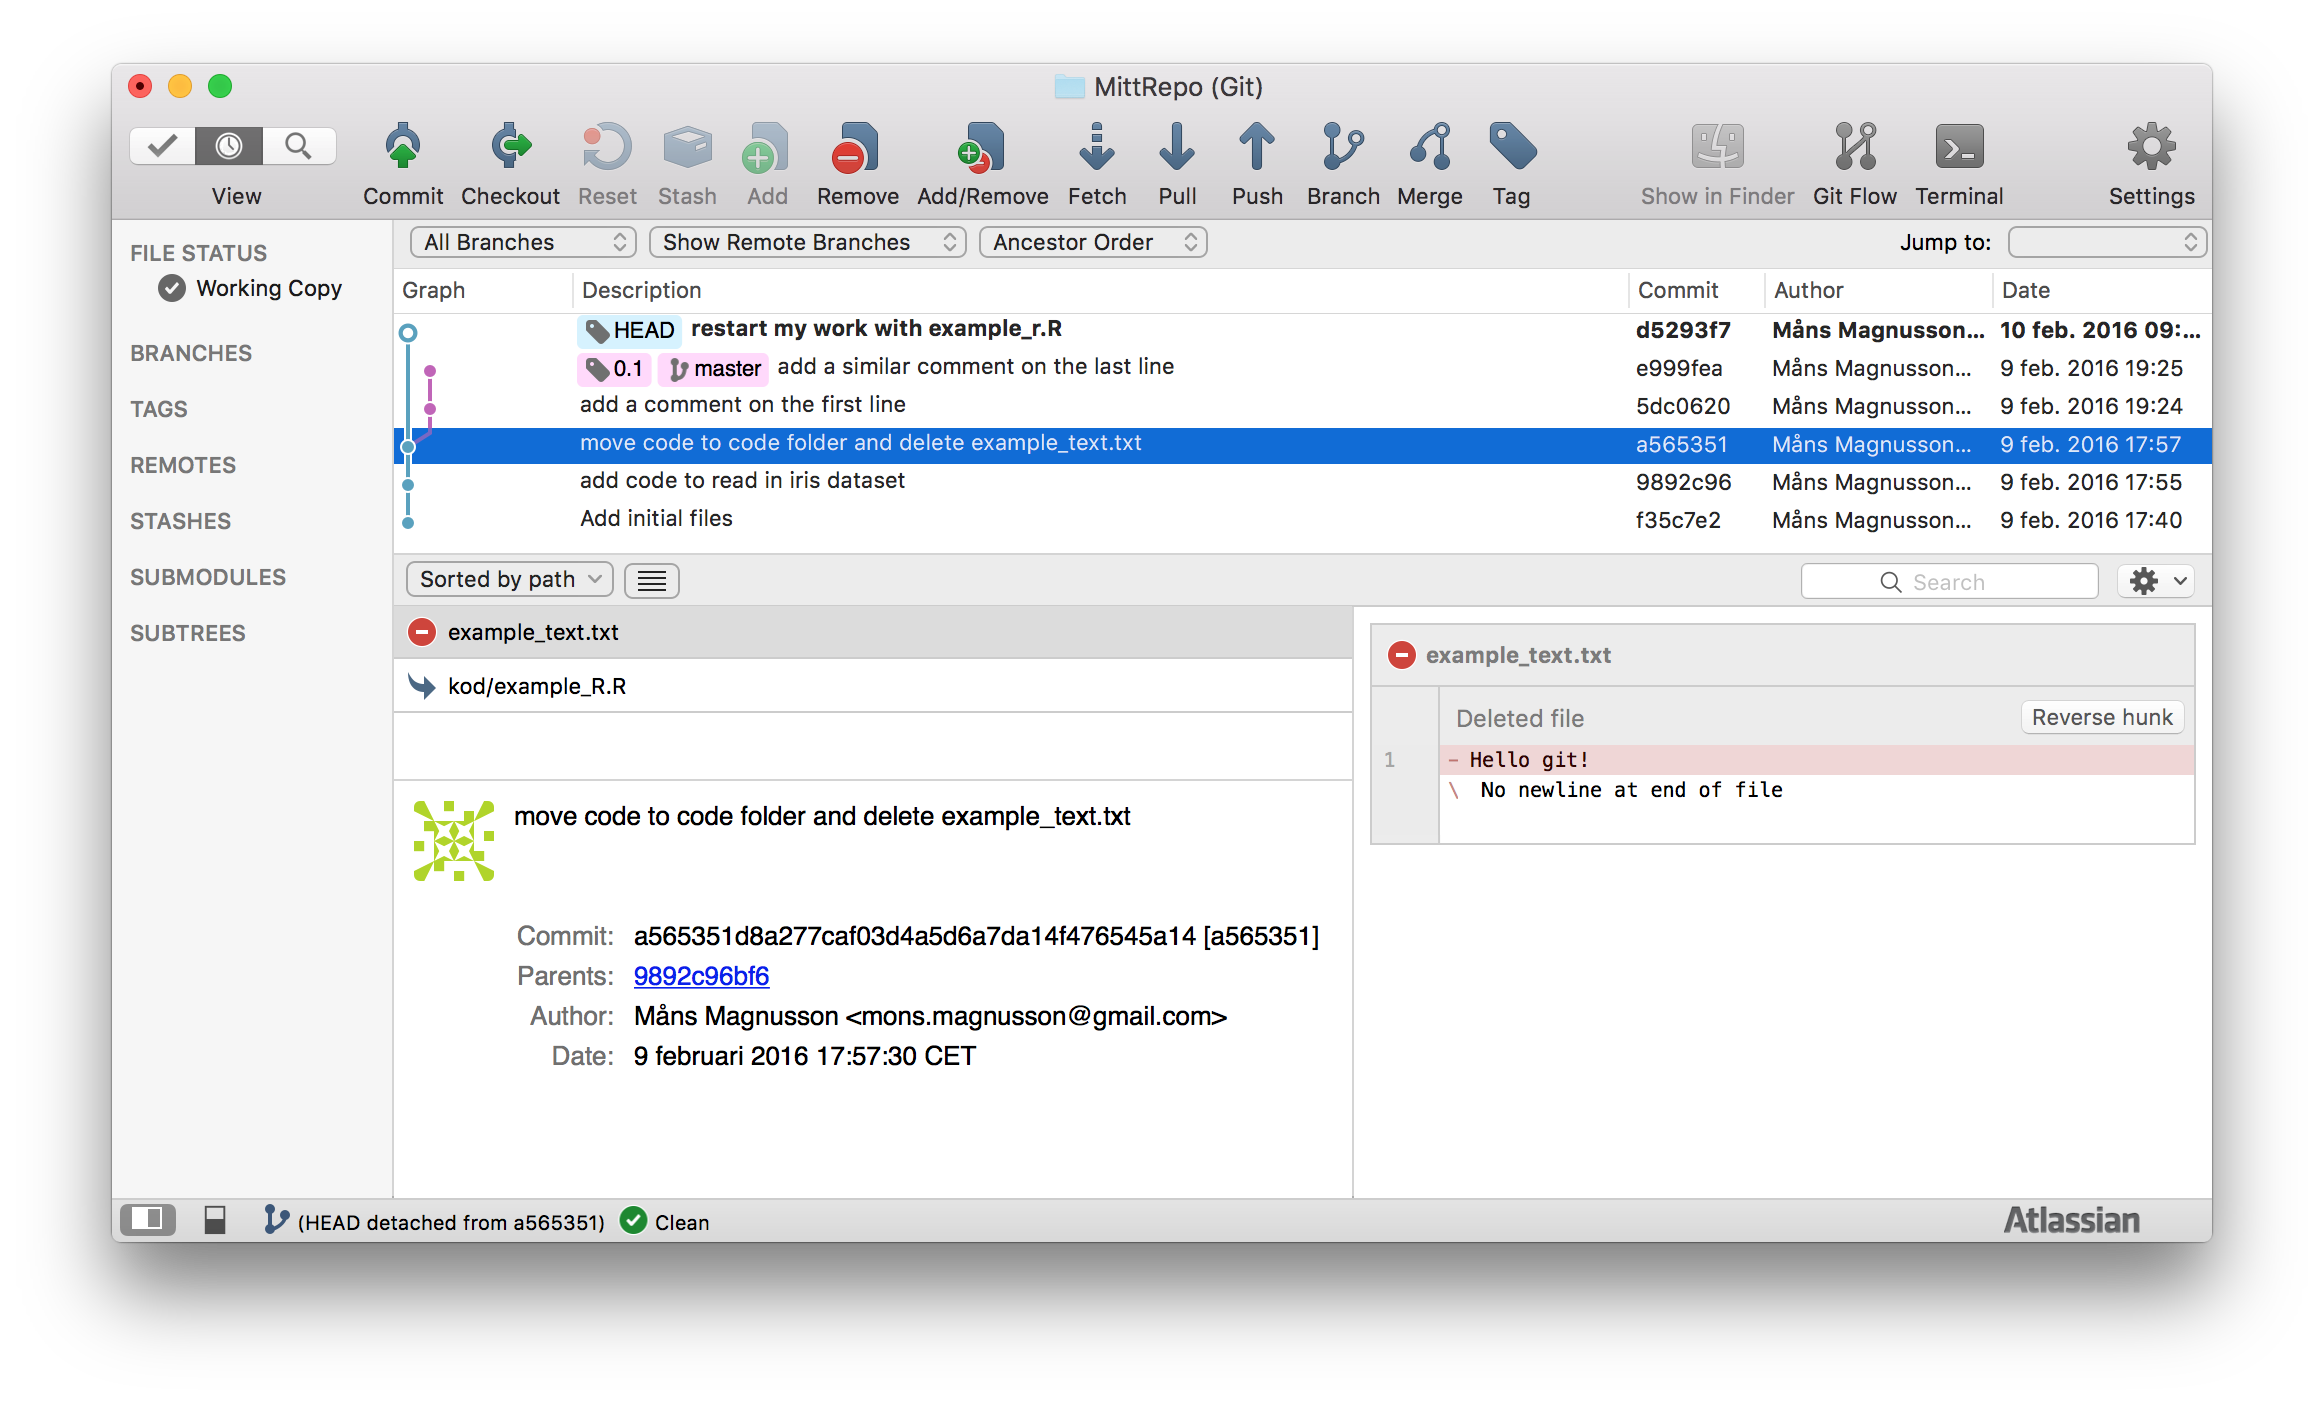 MittRepo (Git)
View Commit Checkout Reset Stash Add Remove Add/Remove Fetch Pull Push Branch Merge Tag Show in Finder Git Flow Terminal Settings
FILE STATUS
Working Copy
BRANCHES
TAGS
REMOTES
STASHES
SUBMODULES
SUBTREES
All Branches Show Remote Branches Ancestor Order Jump to:
Graph Description Commit Author Date
HEAD restart my work with example_r.R d5293f7 Måns Magnusson... 10 feb. 2016 09:...
0.1 master add a similar comment on the last line e999fea Måns Magnusson... 9 feb. 2016 19:25
add a comment on the first line 5dc0620 Måns Magnusson... 9 feb. 2016 19:24
move code to code folder and delete example_text.txt a565351 Måns Magnusson... 9 feb. 2016 17:57
add code to read in iris dataset 9892c96 Måns Magnusson... 9 feb. 2016 17:55
Add initial files f35c7e2 Måns Magnusson... 9 feb. 2016 17:40
Sorted by path Search
example_text.txt
kod/example_R.R
move code to code folder and delete example_text.txt
Commit: a565351d8a277caf03d4a5d6a7da14f476545a14 [a565351]
Parents: 9892c96bf6
Author: Måns Magnusson <mons.magnusson@gmail.com>
Date: 9 februari 2016 17:57:30 CET
example_text.txt
Deleted file Reverse hunk
1 - Hello git!
\ No newline at end of file
(HEAD detached from a565351) Clean Atlassian